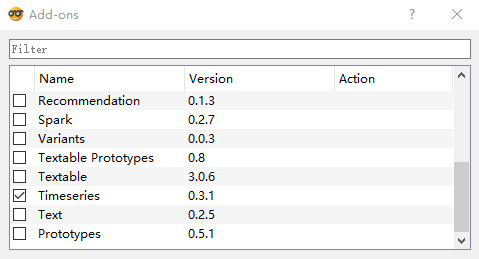 Add-ons
Filter
Name Version Action
Recommendation 0.1.3
Spark 0.2.7
Variants 0.0.3
Textable Prototypes 0.8
Textable 3.0.6
Timeseries 0.3.1
Text 0.2.5
Prototypes 0.5.1